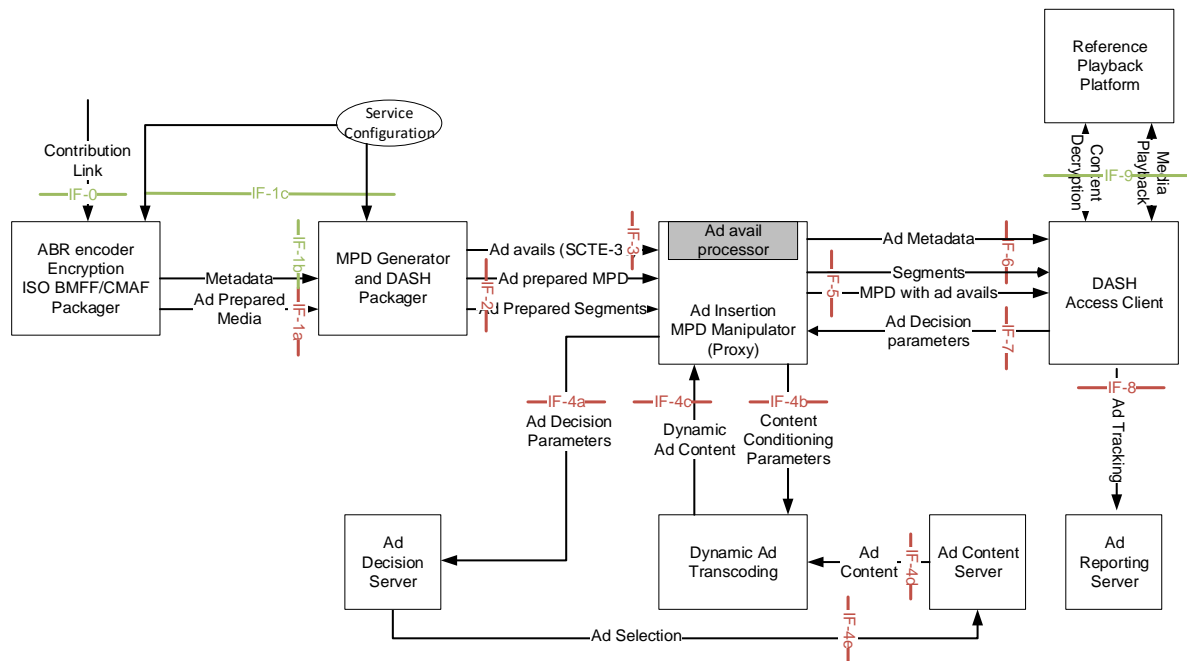 Reference
Playback
Platform
Service
Configuration
Contribution
Link
IF-0
IF-1c
Content
Decryption
Media
Playback
IF-9
ABR encoder
Encryption
ISO BMFF/CMAF
Packager
Metadata
Ad Prepared
Media
IF-1b
IF-1a
MPD Generator
and DASH
Packager
Ad avails (SCTE-3
IF-3
Ad prepared MPD
IF-2
Ad Prepared Segments
Ad avail
processor
Ad Insertion
MPD Manipulator
(Proxy)
Ad Metadata
IF-6
Segments
F-5
MPD with ad avails
Ad Decision
parameters
IF-7
DASH
Access Client
IF-4a
Ad Decision
Parameters
IF-4c
Dynamic
Ad Content
IF-4b
Content
Conditioning
Parameters
IF-8
Ad Tracking
Ad
Decision
Server
Dynamic Ad
Transcoding
Ad
Content
IF-4d
Ad Content
Server
Ad
Reporting
Server
Ad Selection
IF-4e